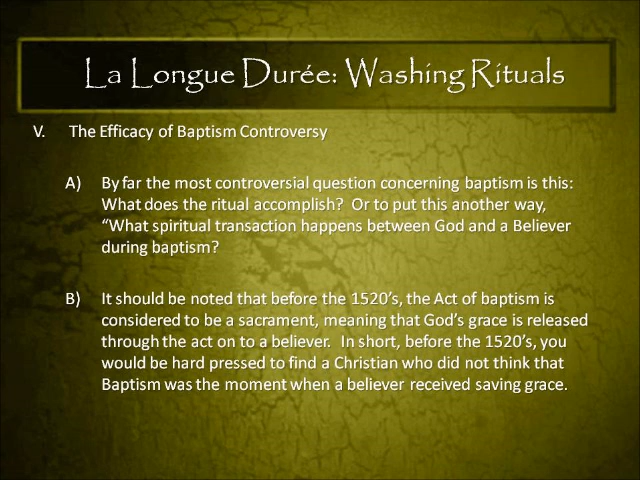 La Longue Durée: Washing Rituals
V. The Efficacy of Baptism Controversy
A) By far the most controversial question concerning baptism is this:
What does the ritual accomplish? Or to put this another way,
“What spiritual transaction happens between God and a Believer
during baptism?
B) It should be noted that before the 1520’s, the Act of baptism is
considered to be a sacrament, meaning that God’s grace is released
through the act on to a believer. In short, before the 1520’s, you
would be hard pressed to find a Christian who did not think that
Baptism was the moment when a believer received saving grace.